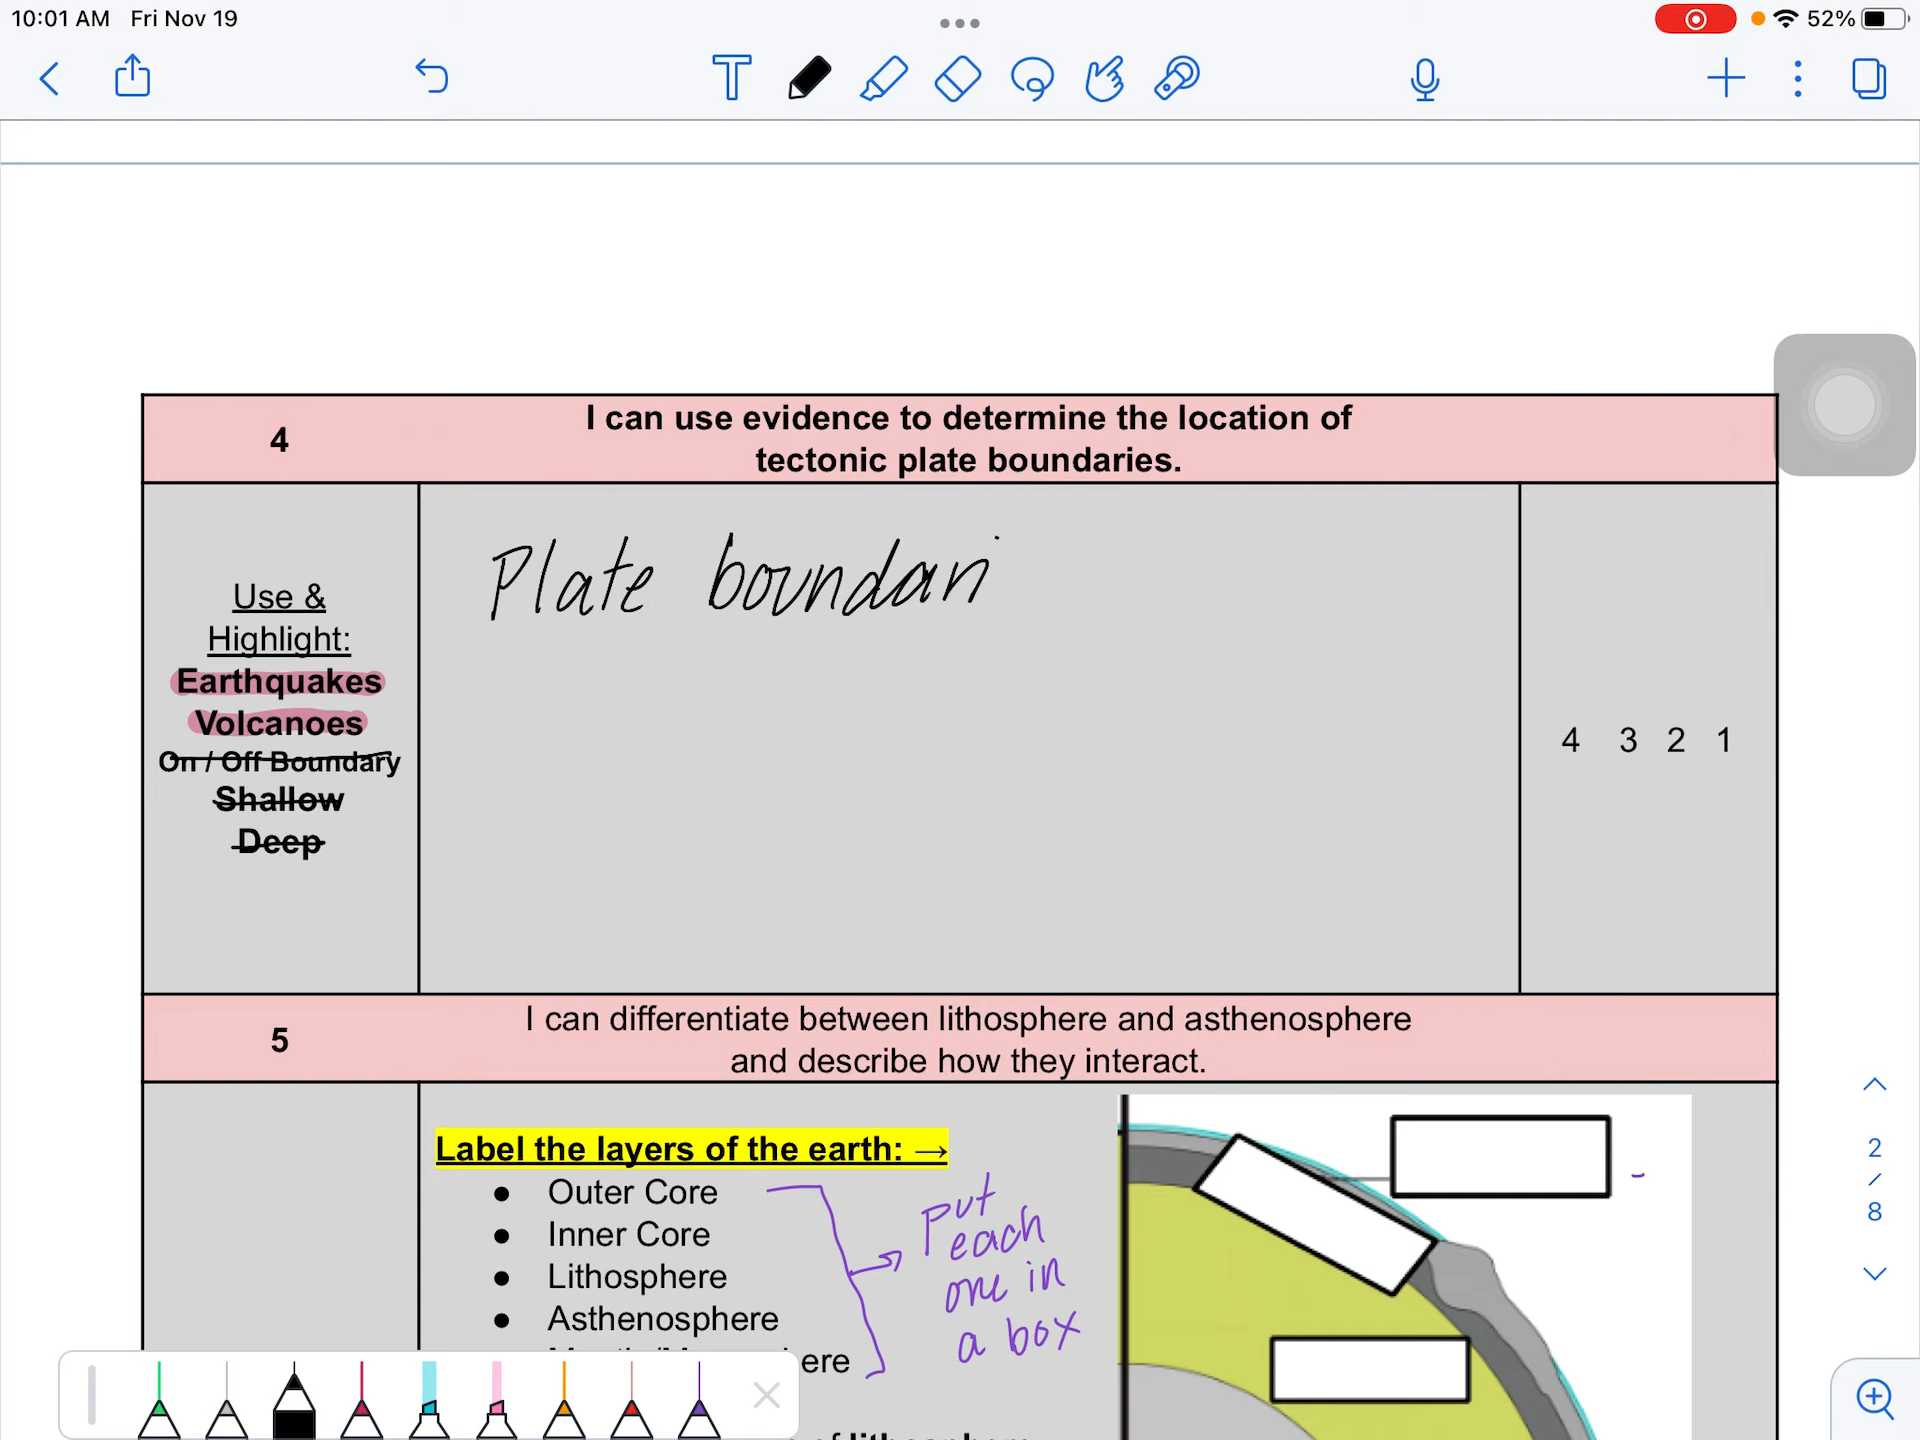 10:01 AM Fri Nov 19
52%
4
I can use evidence to determine the location of
tectonic plate boundaries.
Use &
Highlight:
Earthquakes
Volcanoes
On / Off Boundary
Shallow
Deep
Plate boundari
4 3 2 1
5
I can differentiate between lithosphere and asthenosphere
and describe how they interact.
Label the layers of the earth: →
• Outer Core
• Inner Core
• Lithosphere
• Asthenosphere
put
each
one in
a box
2
/
8